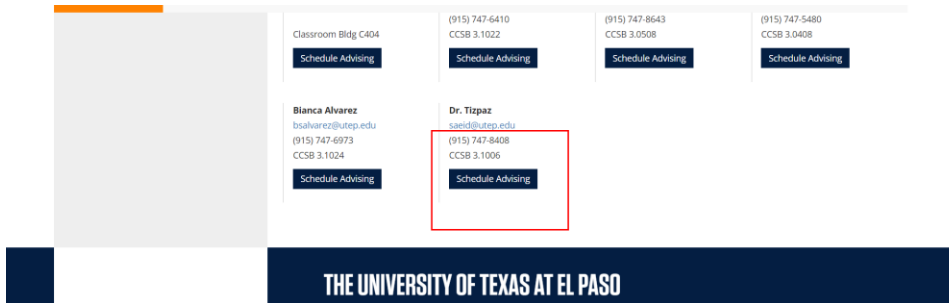 (915) 747-6410
(915) 747-8643
(915) 747-5480
Classroom Bldg C404
CCSB 3.1022
CCSB 3.0508
CCSB 3.0408
Schedule Advising
Schedule Advising
Schedule Advising
Schedule Advising
Bianca Alvarez
bsalvarez@utep.edu
(915) 747-6973
CCSB 3.1024
Schedule Advising
Dr. Tizpaz
saeid@utep.edu
(915) 747-8408
CCSB 3.1006
Schedule Advising
THE UNIVERSITY OF TEXAS AT EL PASO